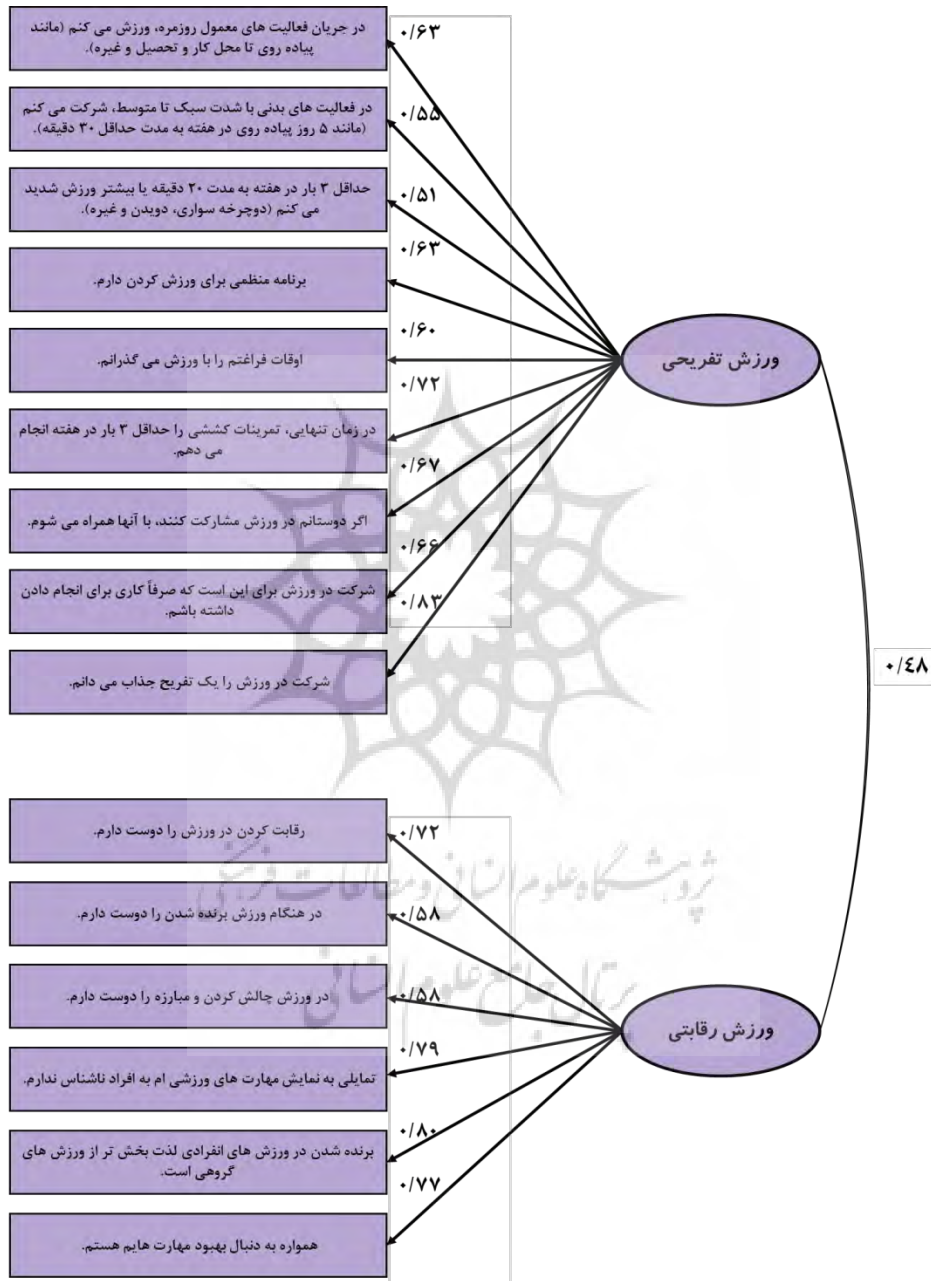 در جریان فعالیت های معمول روزمره، ورزش می کنم (مانند
پیاده روی تا محل کار و تحصیل و غیره).
۰/۶۳
در فعالیت های بدنی با شدت سبک تا متوسط، شرکت می کنم
(مانند ۵ روز پیاده روی در هفته به مدت حداقل ۳۰ دقیقه).
۰/۵۵
حداقل ۳ بار در هفته به مدت ۲۰ دقیقه یا بیشتر ورزش شدید
می کنم (دوچرخه سواری، دویدن و غیره).
۰/۵۱
برنامه منظمی برای ورزش کردن دارم.
۰/۶۳
اوقات فراغتم را با ورزش می گذرانم.
۰/۶۰
در زمان تنهایی، تمرینات کششی را حداقل ۳ بار در هفته انجام
می دهم.
۰/۷۲
اگر دوستانم در ورزش مشارکت کنند، با آنها همراه می شوم.
۰/۶۷
شرکت در ورزش برای این است که صرفاً کاری برای انجام دادن
داشته باشم.
۰/۶۶
شرکت در ورزش را یک تفریح جذاب می دانم.
۰/۸۳
ورزش تفریحی
۰/٤۸
رقابت کردن در ورزش را دوست دارم.
۰/۷۲
در هنگام ورزش برنده شدن را دوست دارم.
۰/۵۸
در ورزش چالش کردن و مبارزه را دوست دارم.
۰/۵۸
تمایلی به نمایش مهارت های ورزشی ام به افراد ناشناس ندارم.
۰/۷۹
برنده شدن در ورزش های انفرادی لذت بخش تر از ورزش های
گروهی است.
۰/۸۰
همواره به دنبال بهبود مهارت هایم هستم.
۰/۷۷
ورزش رقابتی
پژوهشگاه علوم انسانی و مطالعات فرهنگی
پرتال جامع علوم انسانی